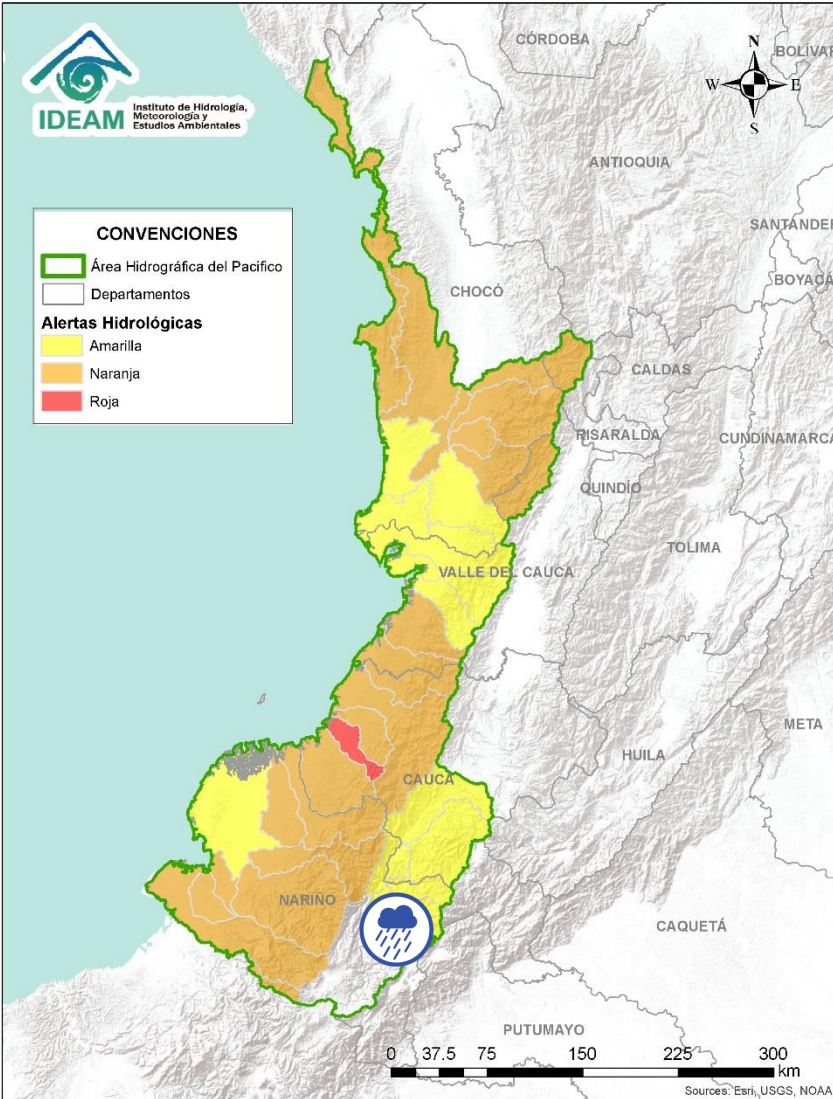 IDEAM
Instituto de Hidrología,
Meteorología y
Estudios Ambientales
N
W
E
S
CÓRDOBA
BOLÍVAR
ANTIOQUIA
SANTANDER
BOYACÁ
CHOCÓ
CALDAS
RISARALDA
CUNDINAMARCA
QUINDÍO
TOLIMA
VALLE DEL CAUCA
META
HUILA
CAUCA
NARIÑO
CAQUETÁ
PUTUMAYO
CONVENCIONES
Área Hidrográfica del Pacifico
Departamentos
Alertas Hidrológicas
Amarilla
Naranja
Roja
0 37.5 75 150 225 300
km
Sources: Esri, USGS, NOAA